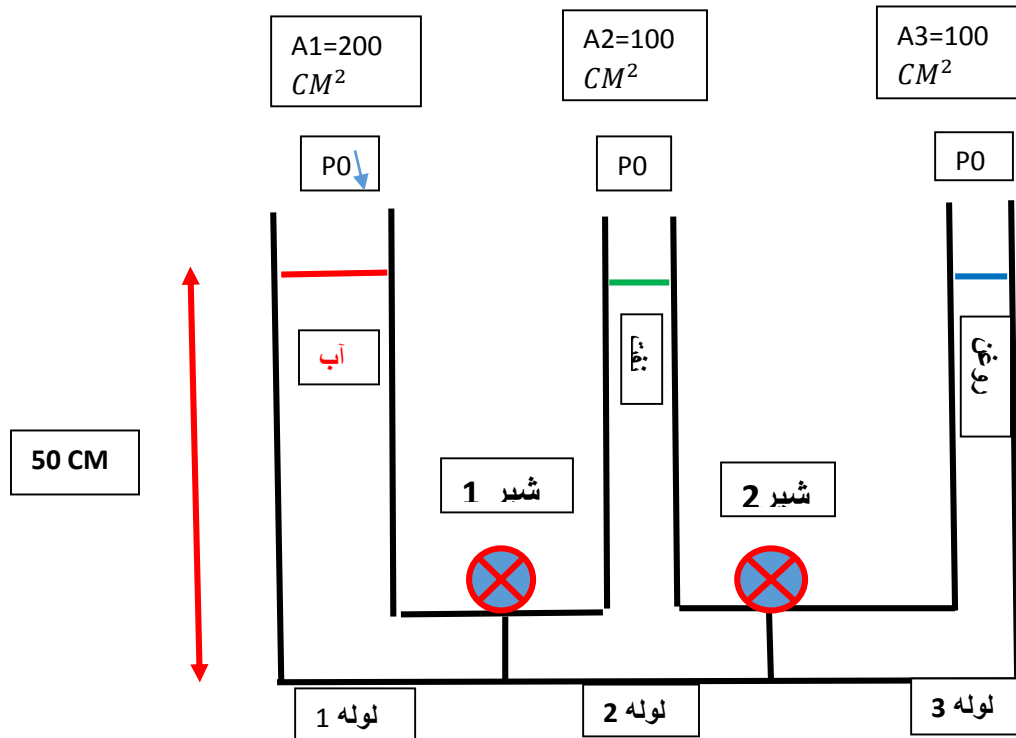 A1=200
CM²
A2=100
CM²
A3=100
CM²
P0
P0
P0
آب
نفت
روغن
50 CM
شیر 1
شیر 2
لوله 1
لوله 2
لوله 3